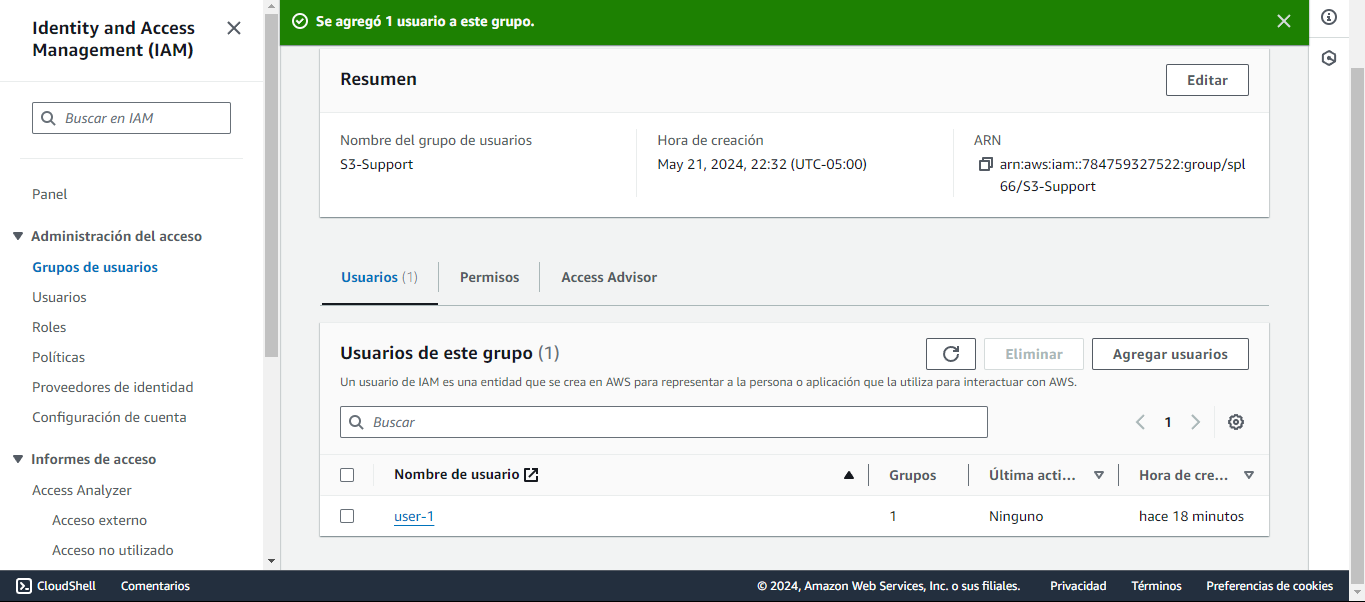 Identity and Access
Management (IAM)
Buscar en IAM
Panel
Administración del acceso
Grupos de usuarios
Usuarios
Roles
Políticas
Proveedores de identidad
Configuración de cuenta
Informes de acceso
Access Analyzer
Acceso externo
Acceso no utilizado
Se agregó 1 usuario a este grupo.
Resumen
Editar
Nombre del grupo de usuarios
S3-Support
Hora de creación
May 21, 2024, 22:32 (UTC-05:00)
ARN
arn:aws:iam::784759327522:group/spl
66/S3-Support
Usuarios (1)
Permisos
Access Advisor
Usuarios de este grupo (1)
Eliminar
Agregar usuarios
Un usuario de IAM es una entidad que se crea en AWS para representar a la persona o aplicación que la utiliza para interactuar con AWS.
Buscar
1
Nombre de usuario
Grupos
Última acti...
Hora de cre...
user-1
1
Ninguno
hace 18 minutos
CloudShell
Comentarios
© 2024, Amazon Web Services, Inc. o sus filiales.
Privacidad
Términos
Preferencias de cookies